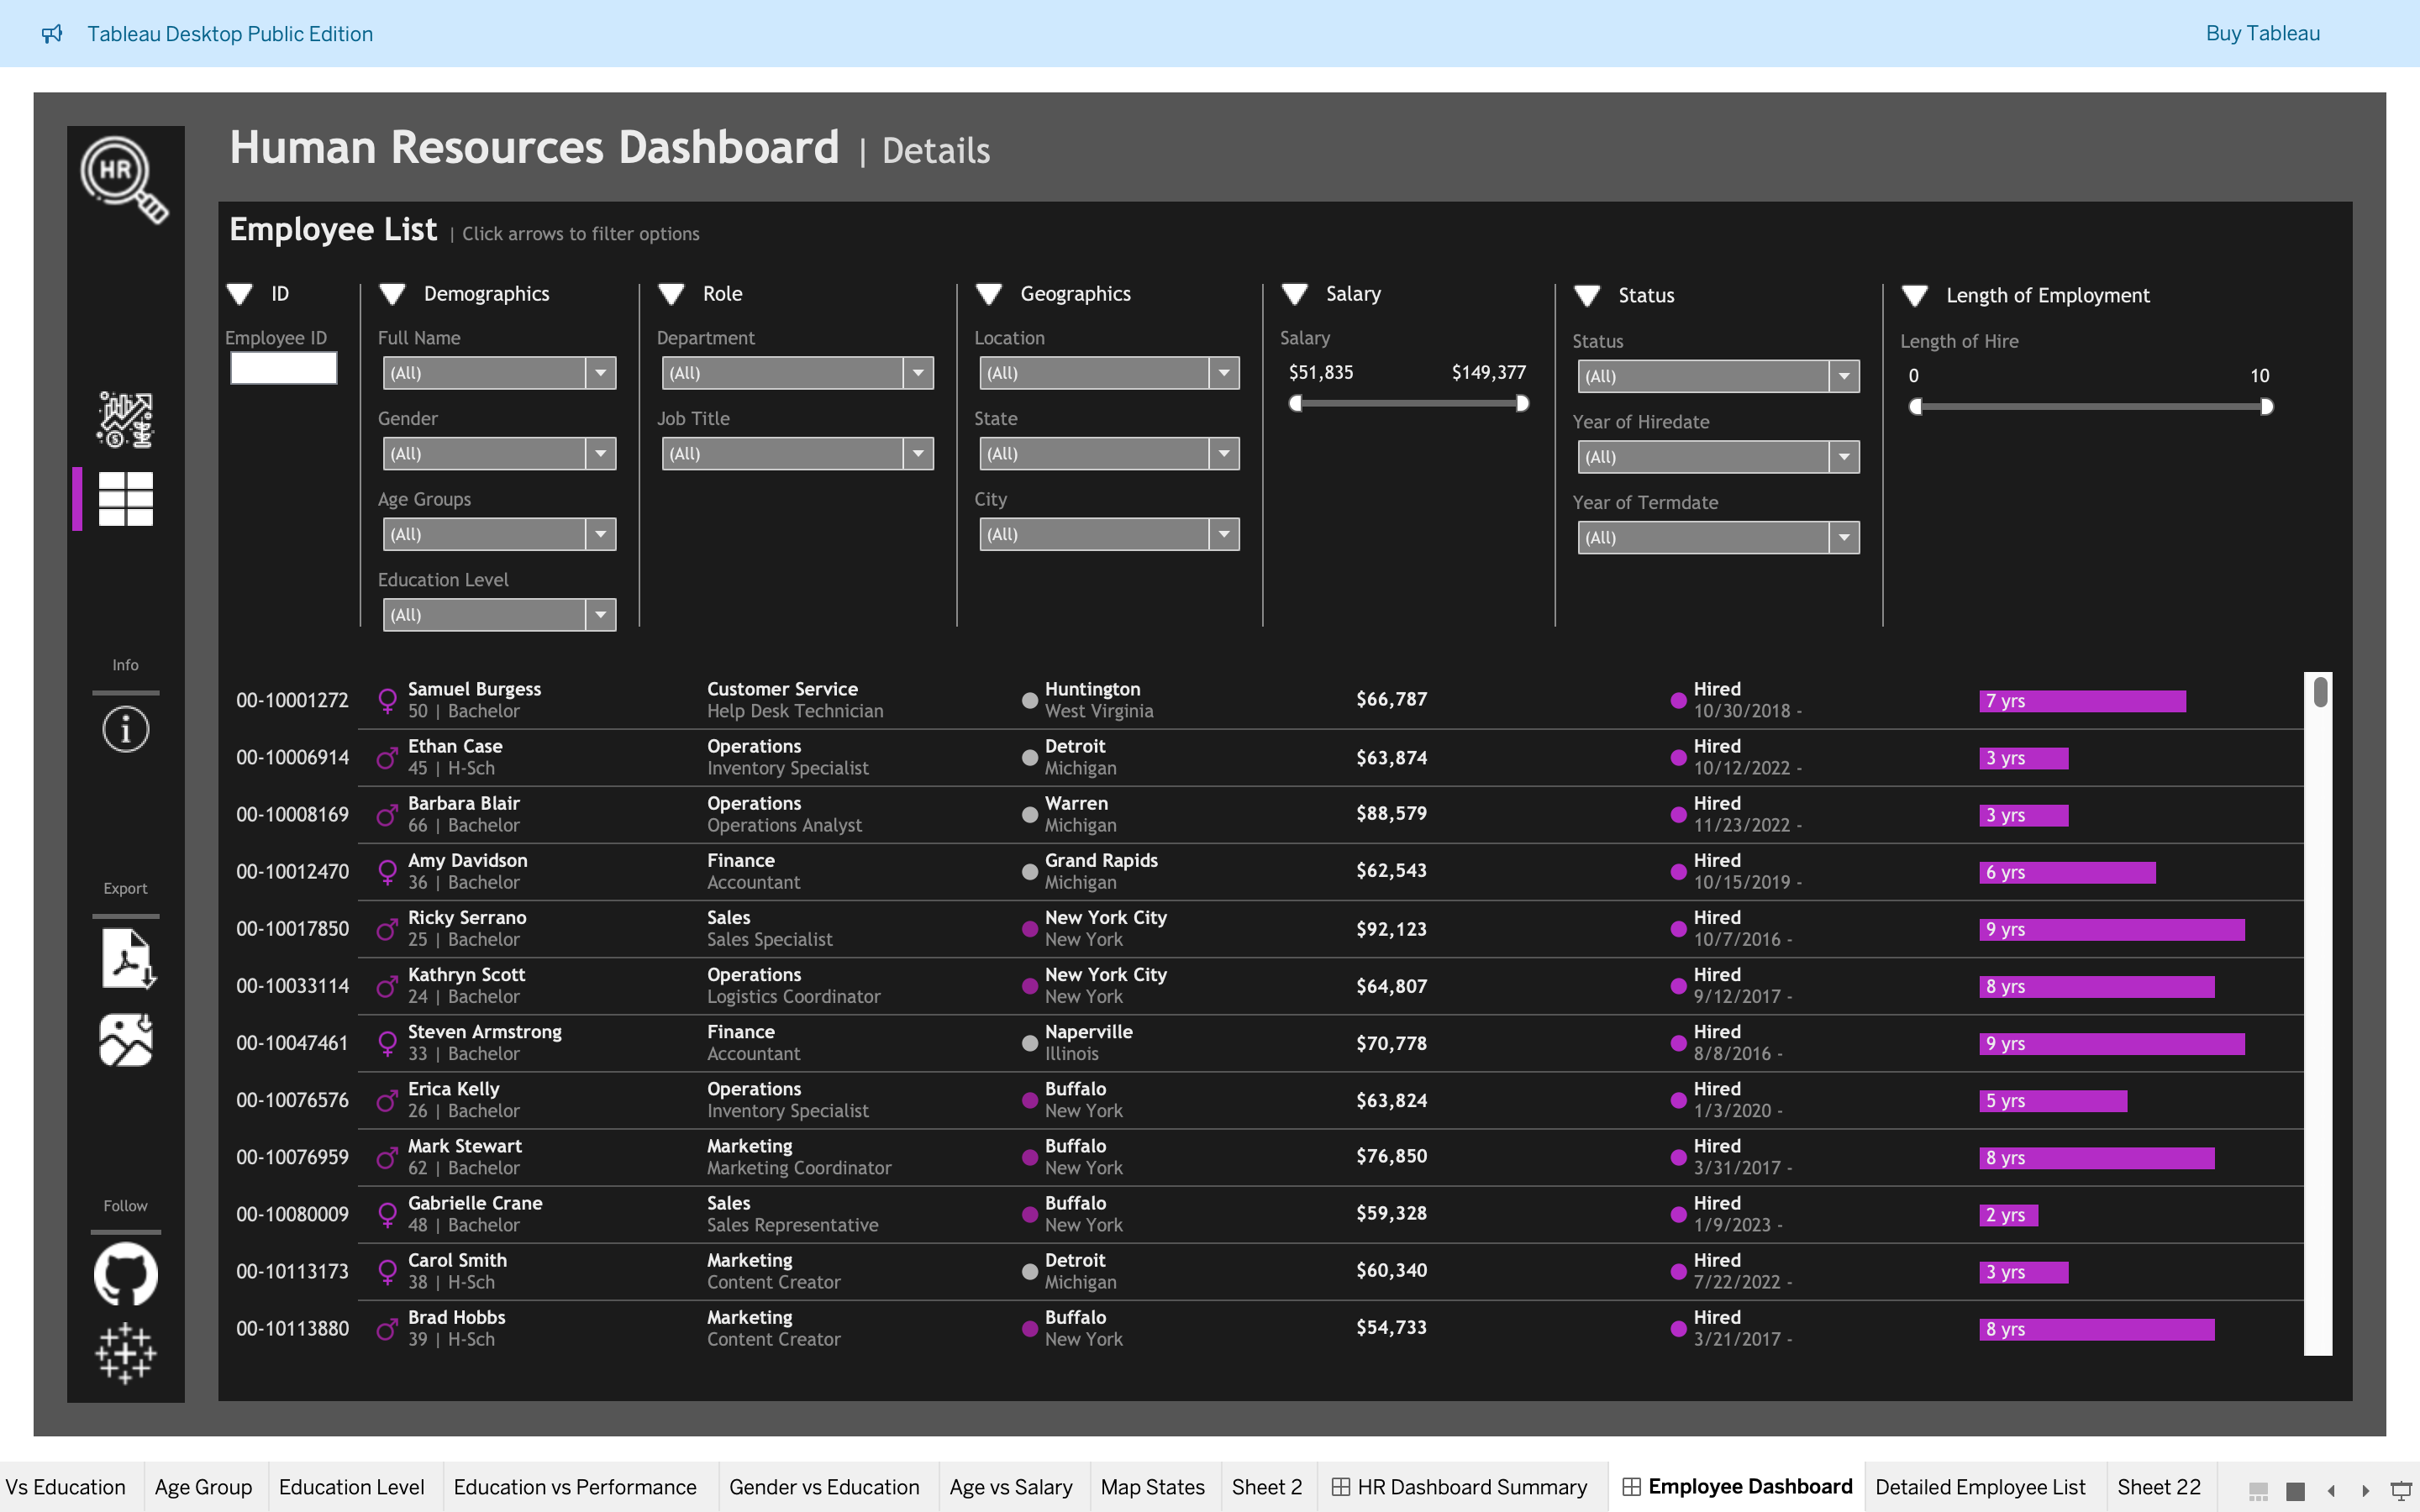 Tableau Desktop Public Edition
Buy Tableau
HR
Human Resources Dashboard | Details
Employee List | Click arrows to filter options
ID
Employee ID
Demographics
Full Name
(All)
Gender
(All)
Age Groups
(All)
Education Level
(All)
Role
Department
(All)
Job Title
(All)
Geographics
Location
(All)
State
(All)
City
(All)
Salary
Salary
$51,835 $149,377
Status
Status
(All)
Year of Hiredate
(All)
Year of Termdate
(All)
Length of Employment
Length of Hire
0 10
Info
Export
Follow
00-10001272 Samuel Burgess Customer Service Huntington $66,787 Hired 7 yrs
50 | Bachelor Help Desk Technician West Virginia 10/30/2018 -
00-10006914 Ethan Case Operations Detroit $63,874 Hired 3 yrs
45 | H-Sch Inventory Specialist Michigan 10/12/2022 -
00-10008169 Barbara Blair Operations Warren $88,579 Hired 3 yrs
66 | Bachelor Operations Analyst Michigan 11/23/2022 -
00-10012470 Amy Davidson Finance Grand Rapids $62,543 Hired 6 yrs
36 | Bachelor Accountant Michigan 10/15/2019 -
00-10017850 Ricky Serrano Sales New York City $92,123 Hired 9 yrs
25 | Bachelor Sales Specialist New York 10/7/2016 -
00-10033114 Kathryn Scott Operations New York City $64,807 Hired 8 yrs
24 | Bachelor Logistics Coordinator New York 9/12/2017 -
00-10047461 Steven Armstrong Finance Naperville $70,778 Hired 9 yrs
33 | Bachelor Accountant Illinois 8/8/2016 -
00-10076576 Erica Kelly Operations Buffalo $63,824 Hired 5 yrs
26 | Bachelor Inventory Specialist New York 1/3/2020 -
00-10076959 Mark Stewart Marketing Buffalo $76,850 Hired 8 yrs
62 | Bachelor Marketing Coordinator New York 3/31/2017 -
00-10080009 Gabrielle Crane Sales Buffalo $59,328 Hired 2 yrs
48 | Bachelor Sales Representative New York 1/9/2023 -
00-10113173 Carol Smith Marketing Detroit $60,340 Hired 3 yrs
38 | H-Sch Content Creator Michigan 7/22/2022 -
00-10113880 Brad Hobbs Marketing Buffalo $54,733 Hired 8 yrs
39 | H-Sch Content Creator New York 3/21/2017 -
Vs Education Age Group Education Level Education vs Performance Gender vs Education Age vs Salary Map States Sheet 2 HR Dashboard Summary Employee Dashboard Detailed Employee List Sheet 22